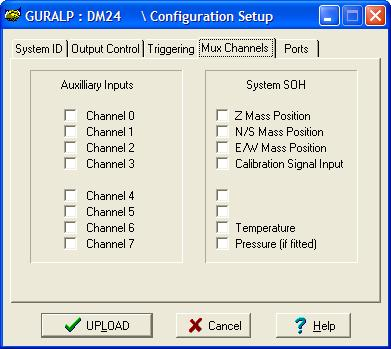 GURALP : DM24 \ Configuration Setup
System ID Output Control Triggering Mux Channels Ports
Auxilliary Inputs
Channel 0
Channel 1
Channel 2
Channel 3
Channel 4
Channel 5
Channel 6
Channel 7
System SOH
Z Mass Position
N/S Mass Position
E/W Mass Position
Calibration Signal Input
Temperature
Pressure (if fitted)
UPLOAD Cancel ? Help